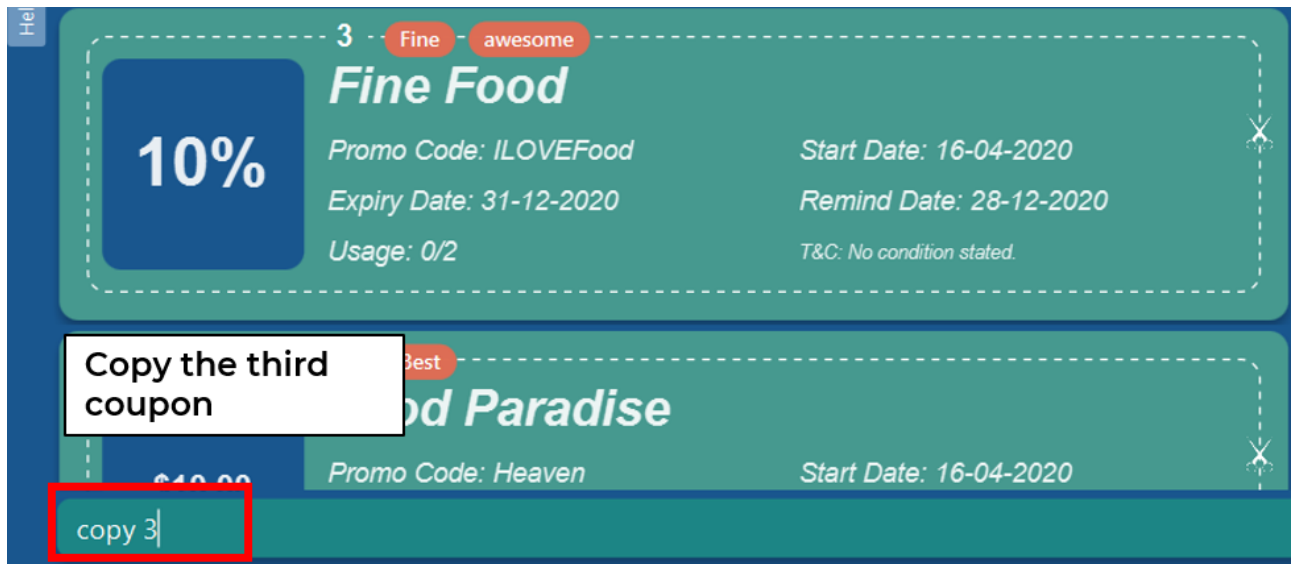 Hel
3 Fine awesome
Fine Food
10%
Promo Code: ILOVEFood Start Date: 16-04-2020
Expiry Date: 31-12-2020 Remind Date: 28-12-2020
Usage: 0/2 T&C: No condition stated.
Copy the third
coupon
Best
od Paradise
$10.00
Promo Code: Heaven Start Date: 16-04-2020
copy 3